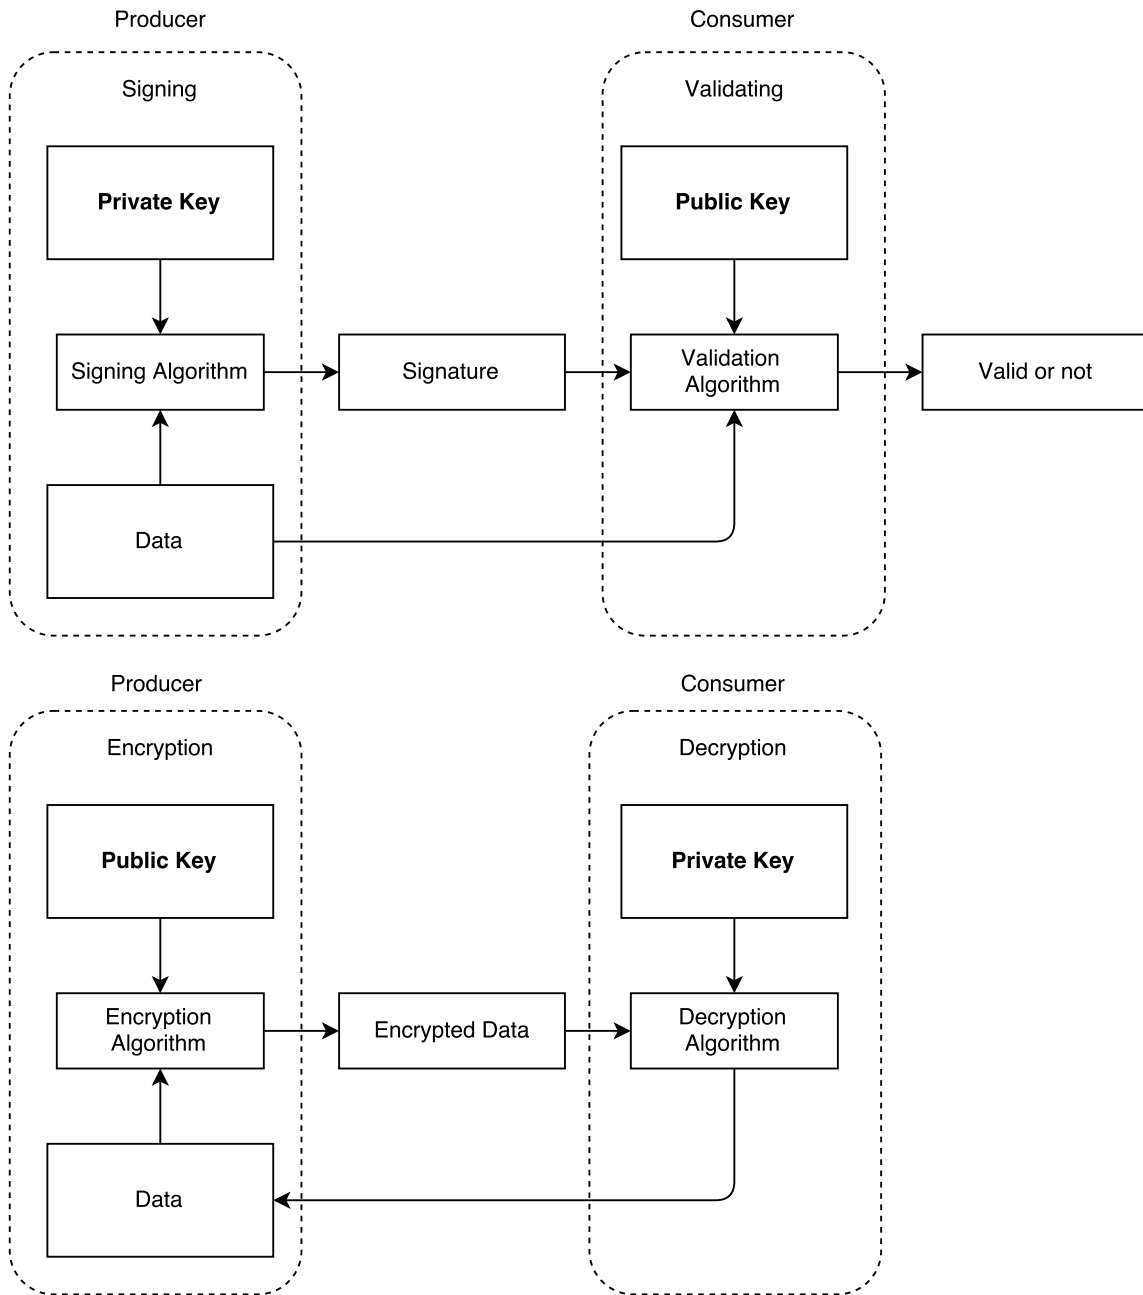 Producer
Consumer
Signing
Validating
Private Key
Public Key
Signing Algorithm
Signature
Validation
Algorithm
Valid or not
Data
Producer
Consumer
Encryption
Decryption
Public Key
Private Key
Encryption
Algorithm
Encrypted Data
Decryption
Algorithm
Data